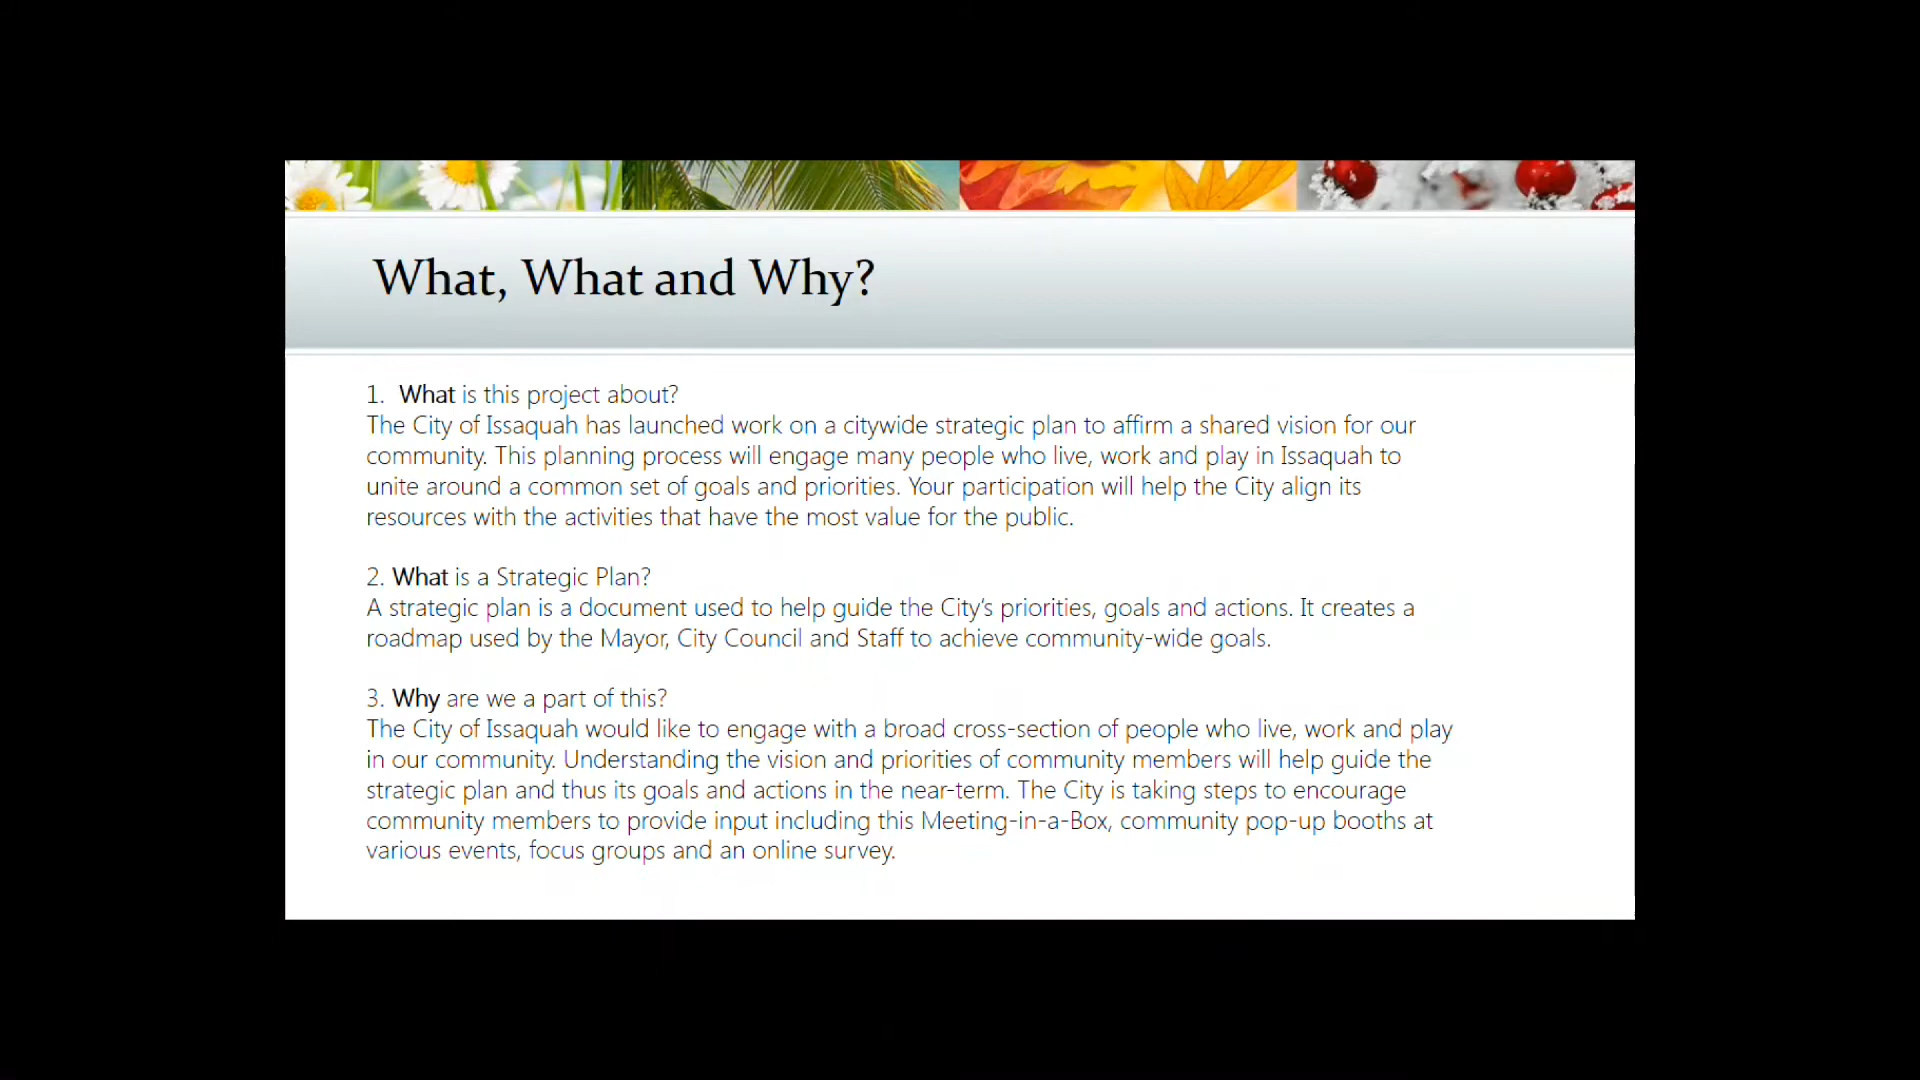 What, What and Why?
1. What is this project about?
The City of Issaquah has launched work on a citywide strategic plan to affirm a shared vision for our
community. This planning process will engage many people who live, work and play in Issaquah to
unite around a common set of goals and priorities. Your participation will help the City align its
resources with the activities that have the most value for the public.
2. What is a Strategic Plan?
A strategic plan is a document used to help guide the City’s priorities, goals and actions. It creates a
roadmap used by the Mayor, City Council and Staff to achieve community-wide goals.
3. Why are we a part of this?
The City of Issaquah would like to engage with a broad cross-section of people who live, work and play
in our community. Understanding the vision and priorities of community members will help guide the
strategic plan and thus its goals and actions in the near-term. The City is taking steps to encourage
community members to provide input including this Meeting-in-a-Box, community pop-up booths at
various events, focus groups and an online survey.